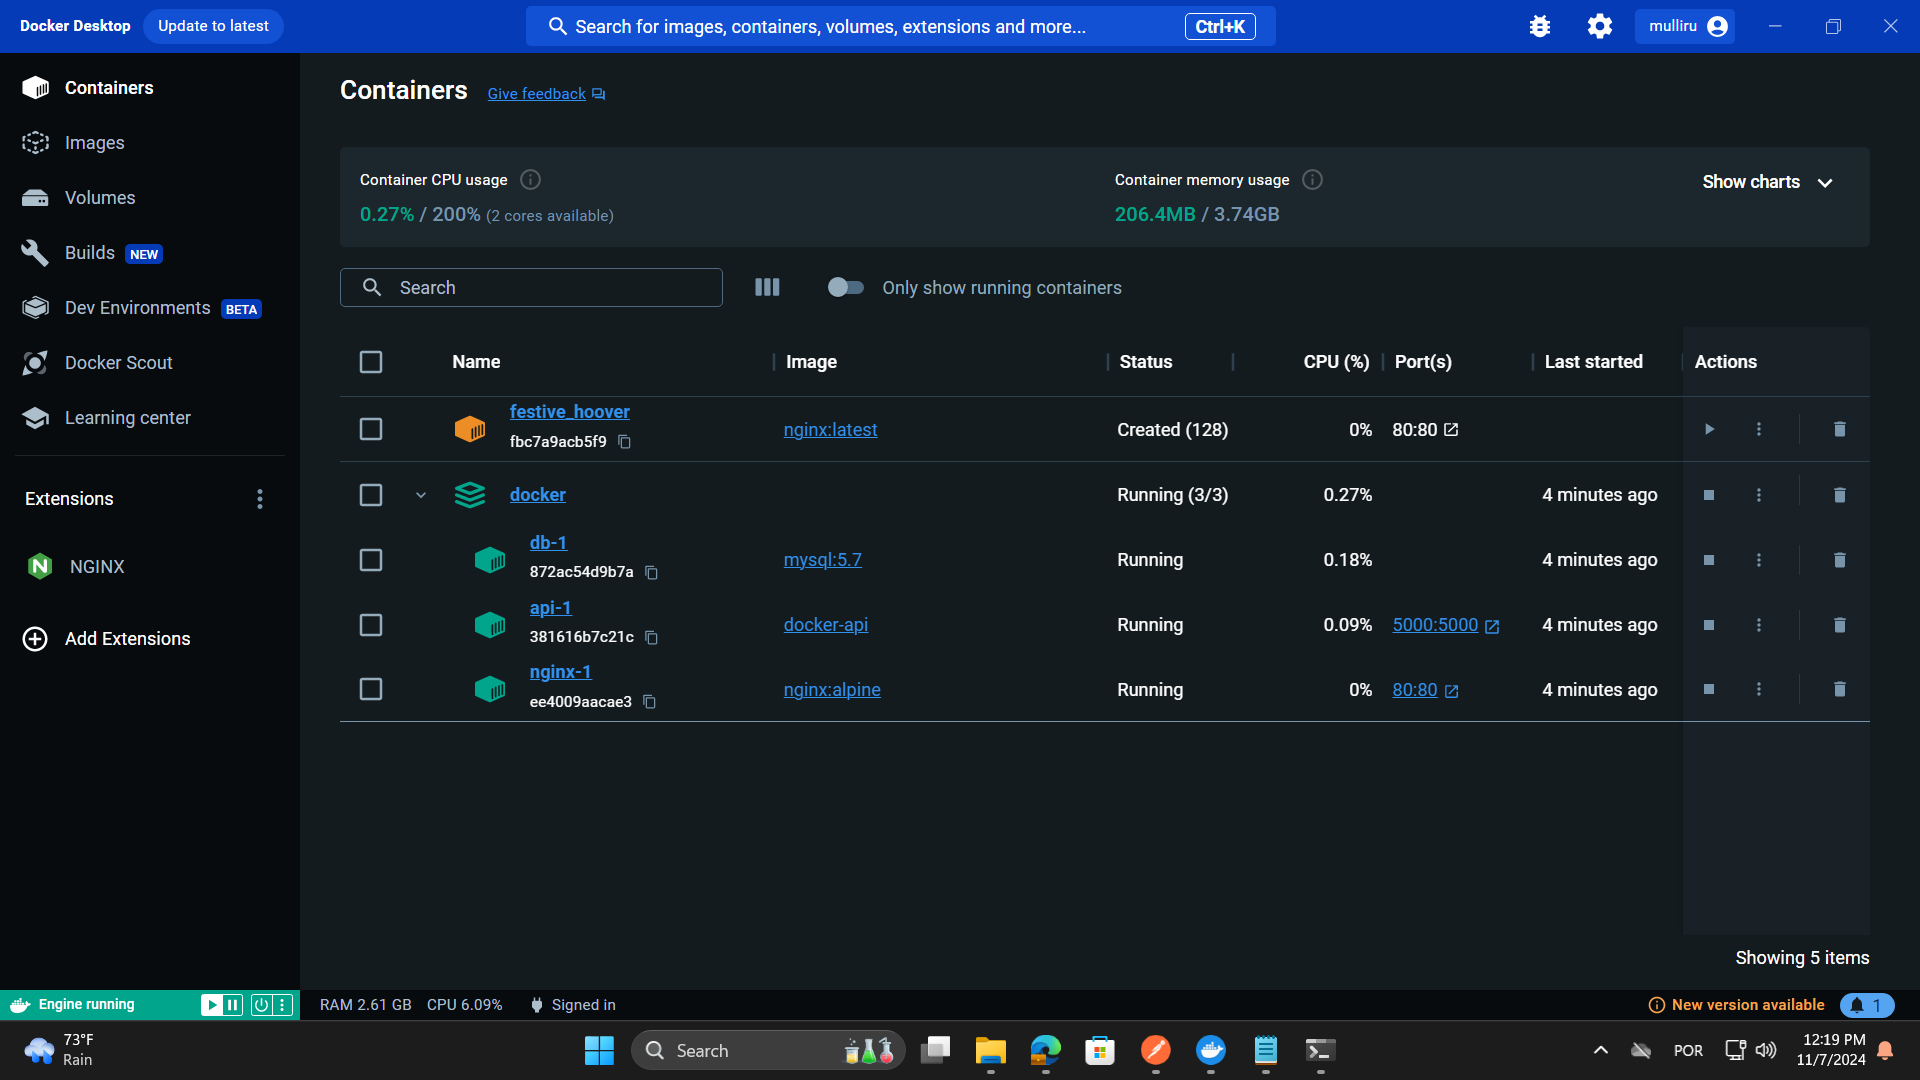 Docker Desktop
Update to latest
Search for images, containers, volumes, extensions and more...
Ctrl+K
mulliru
Containers
Images
Volumes
Builds NEW
Dev Environments BETA
Docker Scout
Learning center
Extensions
NGINX
Add Extensions
Containers
Give feedback
Container CPU usage
0.27% / 200% (2 cores available)
Container memory usage
206.4MB / 3.74GB
Show charts
Search
Only show running containers
Name Image Status CPU (%) Port(s) Last started Actions
festive_hoover
fbc7a9acb5f9
nginx:latest Created (128) 0% 80:80
docker Running (3/3) 0.27% 4 minutes ago
db-1
872ac54d9b7a
mysql:5.7 Running 0.18% 4 minutes ago
api-1
381616b7c21c
docker-api Running 0.09% 5000:5000 4 minutes ago
nginx-1
ee4009aacae3
nginx:alpine Running 0% 80:80 4 minutes ago
Showing 5 items
Engine running
RAM 2.61 GB CPU 6.09% Signed in
New version available
1
73°F
Rain
Search
POR
12:19 PM
11/7/2024